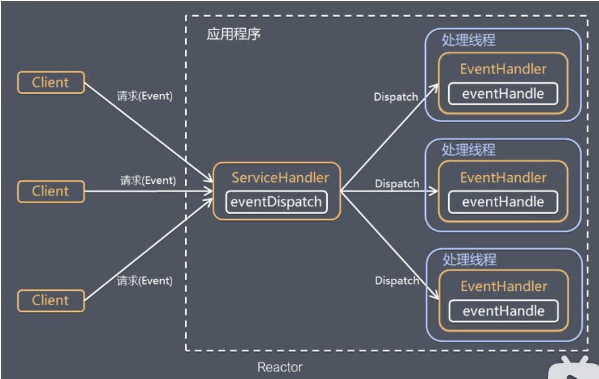 应用程序
处理线程
EventHandler
eventHandle
Client
请求(Event)
Dispatch
处理线程
ServiceHandler
eventDispatch
EventHandler
eventHandle
Client
请求(Event)
Dispatch
处理线程
EventHandler
eventHandle
Client
请求(Event)
Dispatch
Reactor